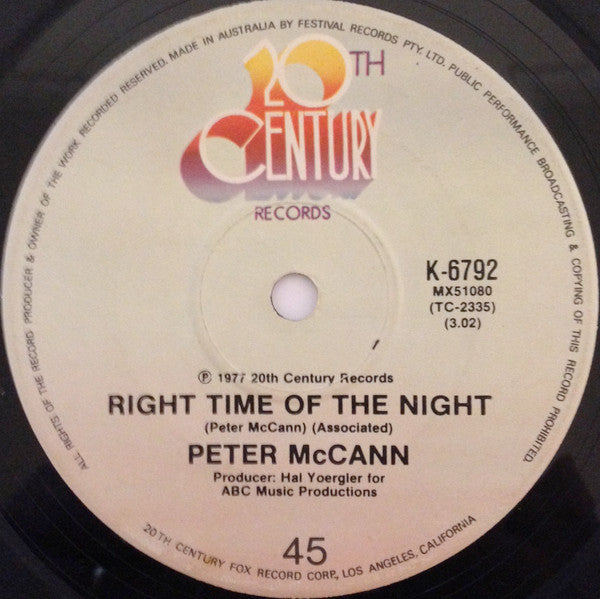 ALL RIGHTS OF THE RECORD PRODUCER & OWNER OF THE WORK RECORDED RESERVED. MADE IN AUSTRALIA BY FESTIVAL RECORDS PTY. LTD. PUBLIC PERFORMANCE BROADCASTING & COPYING OF THIS RECORD PROHIBITED.
20TH
CENTURY
RECORDS
K-6792
MX51080
(TC-2335)
(3.02)
℗ 1977 20th Century Records
RIGHT TIME OF THE NIGHT
(Peter McCann) (Associated)
PETER McCANN
Producer: Hal Yoergler for
ABC Music Productions
45
20TH CENTURY FOX RECORD CORP., LOS ANGELES, CALIFORNIA